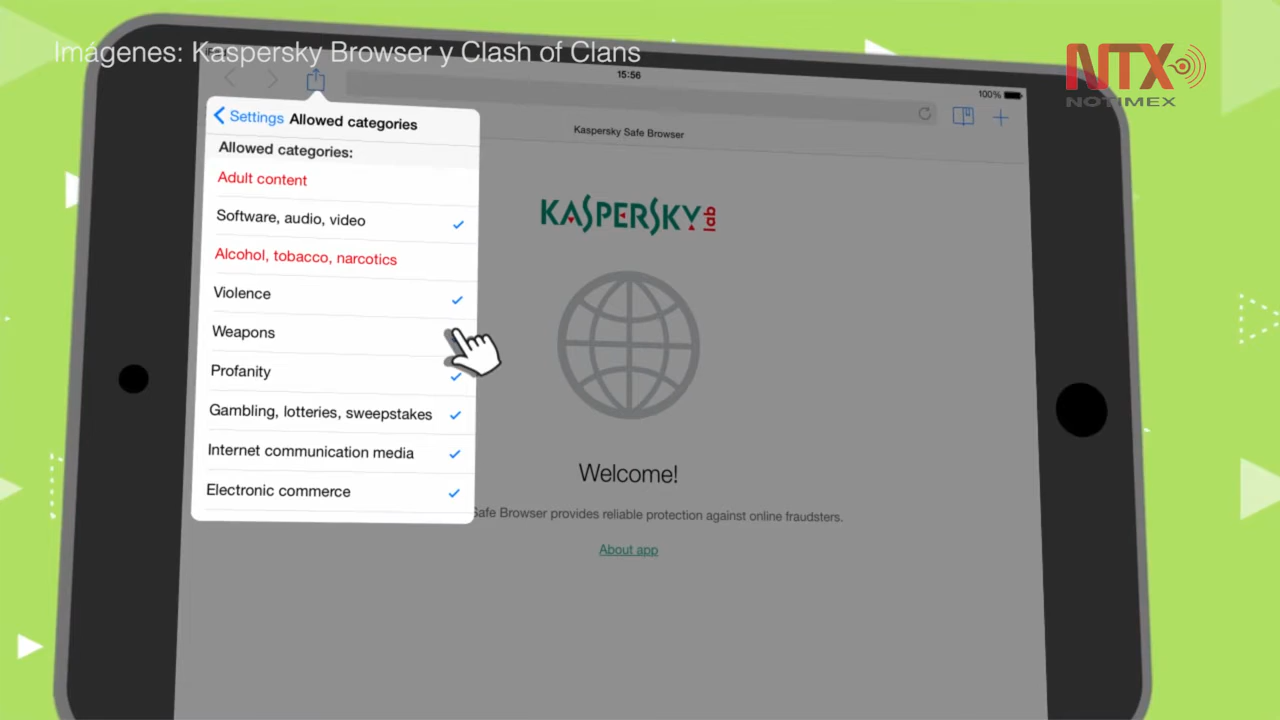 Imágenes: Kaspersky Browser y Clash of Clans
NTX
NOTIMEX
15:56
100%
Settings Allowed categories
Kaspersky Safe Browser
Allowed categories:
Adult content
Software, audio, video
Alcohol, tobacco, narcotics
Violence
Weapons
Profanity
Gambling, lotteries, sweepstakes
Internet communication media
Electronic commerce
KASPERSKY lab
Welcome!
Safe Browser provides reliable protection against online fraudsters.
About app